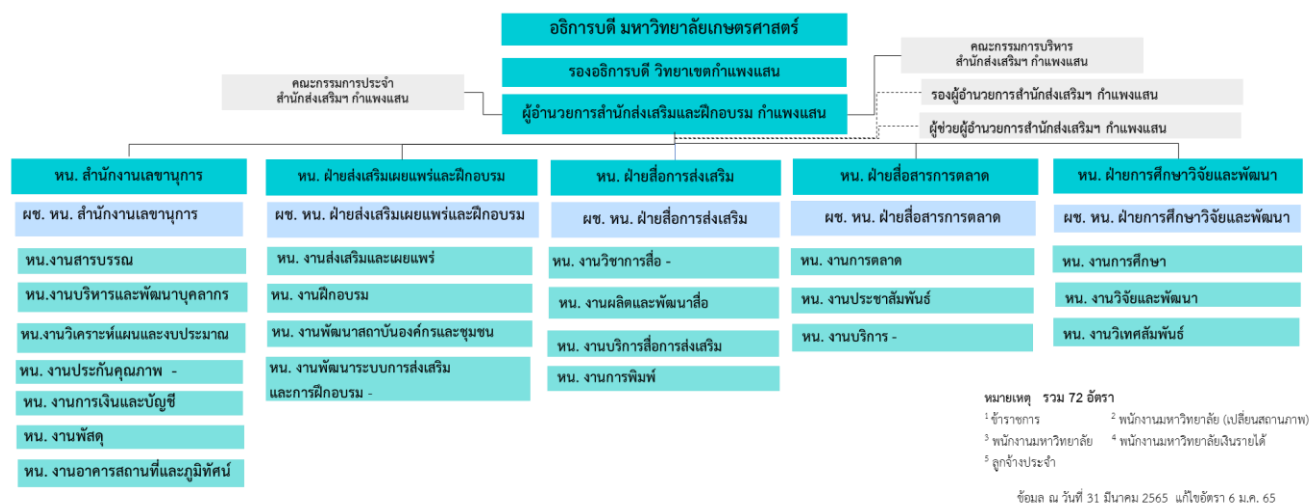 อธิการบดี มหาวิทยาลัยเกษตรศาสตร์
รองอธิการบดี วิทยาเขตกำแพงแสน
ผู้อำนวยการสำนักส่งเสริมและฝึกอบรม กำแพงแสน
คณะกรรมการประจำ
สำนักส่งเสริมฯ กำแพงแสน
คณะกรรมการบริหาร
สำนักส่งเสริมฯ กำแพงแสน
รองผู้อำนวยการสำนักส่งเสริมฯ กำแพงแสน
ผู้ช่วยผู้อำนวยการสำนักส่งเสริมฯ กำแพงแสน
หน. สำนักงานเลขานุการ
ผช. หน. สำนักงานเลขานุการ
หน.งานสารบรรณ
หน.งานบริหารและพัฒนาบุคลากร
หน.งานวิเคราะห์แผนและงบประมาณ
หน. งานประกันคุณภาพ -
หน. งานการเงินและบัญชี
หน. งานพัสดุ
หน. งานอาคารสถานที่และภูมิทัศน์
หน. ฝ่ายส่งเสริมเผยแพร่และฝึกอบรม
ผช. หน. ฝ่ายส่งเสริมเผยแพร่และฝึกอบรม
หน. งานส่งเสริมและเผยแพร่
หน. งานฝึกอบรม
หน. งานพัฒนาสถาบันองค์กรและชุมชน
หน. งานพัฒนาระบบการส่งเสริม
และการฝึกอบรม -
หน. ฝ่ายสื่อการส่งเสริม
ผช. หน. ฝ่ายสื่อการส่งเสริม
หน. งานวิชาการสื่อ -
หน. งานผลิตและพัฒนาสื่อ
หน. งานบริการสื่อการส่งเสริม
หน. งานการพิมพ์
หน. ฝ่ายสื่อสารการตลาด
ผช. หน. ฝ่ายสื่อสารการตลาด
หน. งานการตลาด
หน. งานประชาสัมพันธ์
หน. งานบริการ -
หน. ฝ่ายการศึกษาวิจัยและพัฒนา
ผช. หน. ฝ่ายการศึกษาวิจัยและพัฒนา
หน. งานการศึกษา
หน. งานวิจัยและพัฒนา
หน. งานวิเทศสัมพันธ์
หมายเหตุ รวม 72 อัตรา
¹ ข้าราชการ ² พนักงานมหาวิทยาลัย (เปลี่ยนสถานภาพ)
³ พนักงานมหาวิทยาลัย ⁴ พนักงานมหาวิทยาลัยเงินรายได้
⁵ ลูกจ้างประจำ
ข้อมูล ณ วันที่ 31 มีนาคม 2565 แก้ไขอัตรา 6 ม.ค. 65